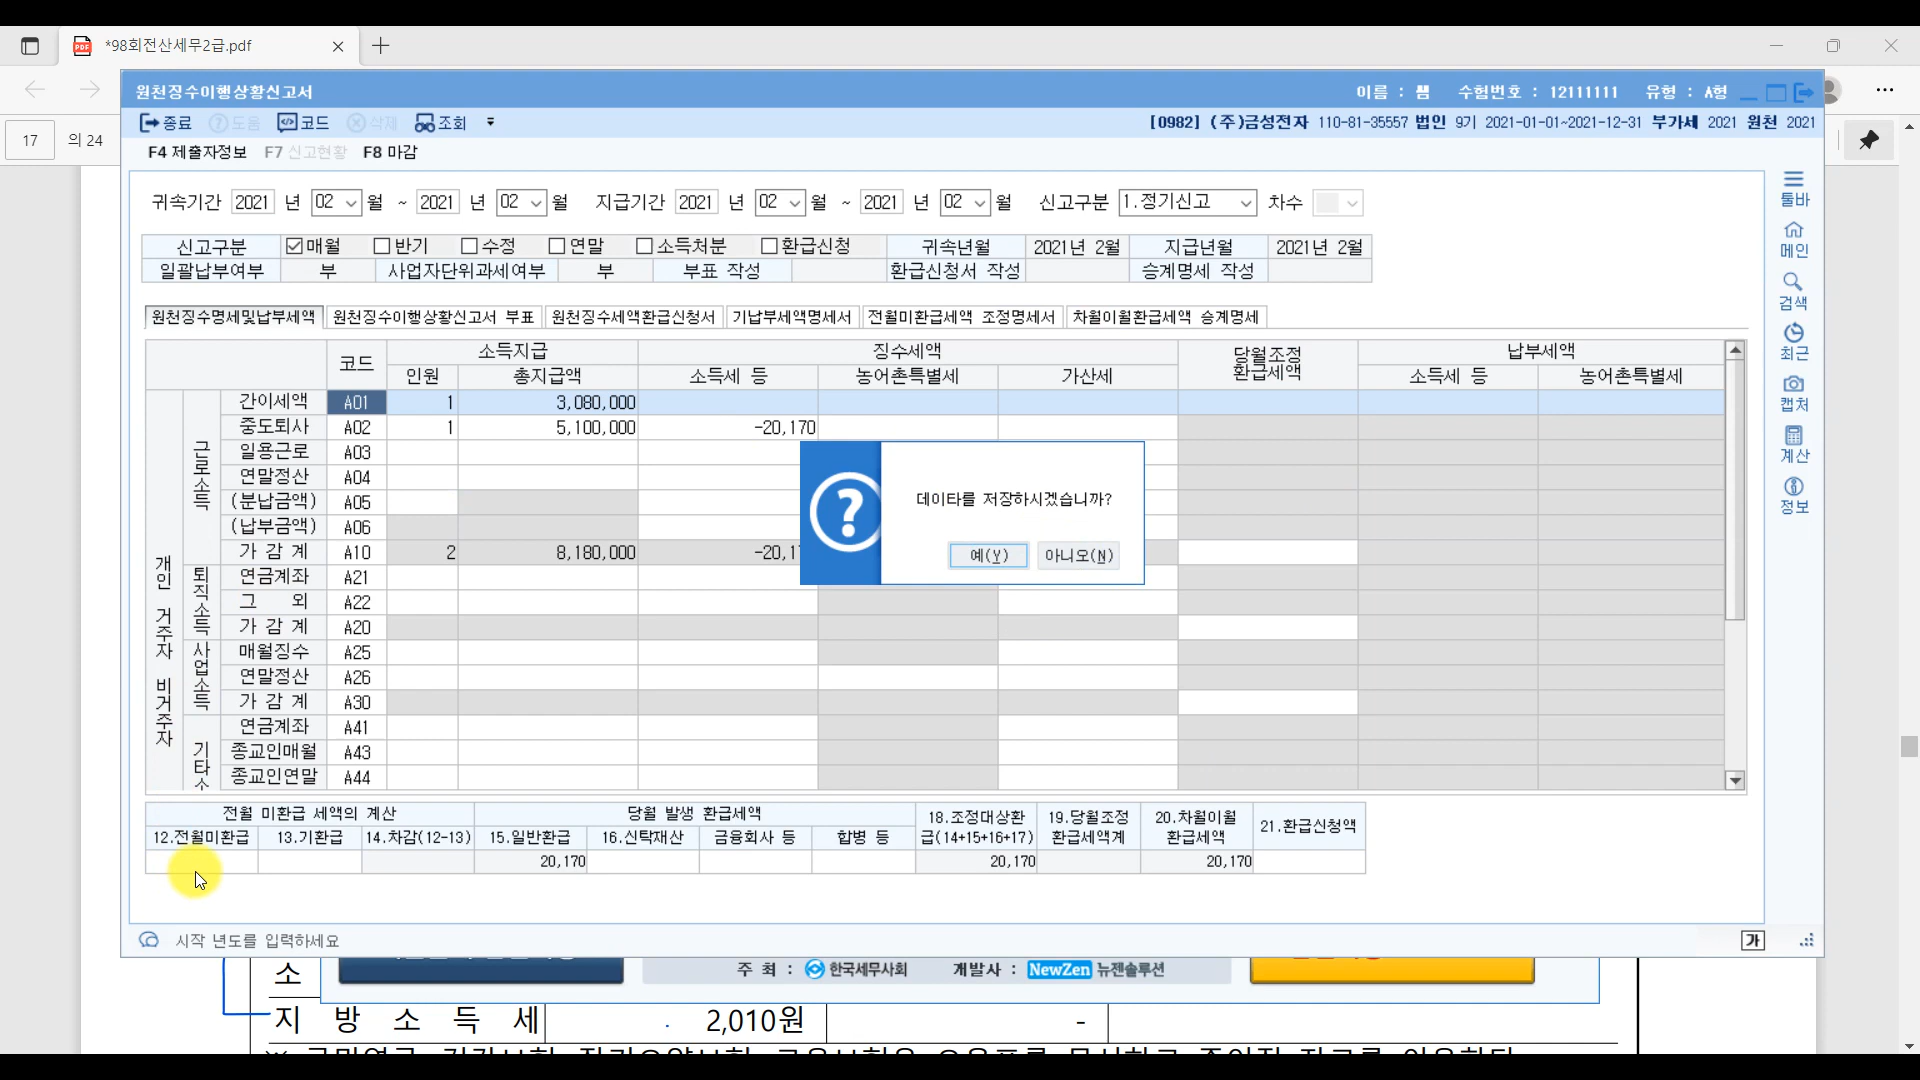 *98회전산세무2급.pdf
17 의 24
원천징수이행상황신고서
이름 : 쌤 수험번호 : 12111111 유형 : A형
종료 도움 코드 삭제 조회
[0982] (주)금성전자 110-81-35557 법인 9기 2021-01-01~2021-12-31 부가세 2021 원천 2021
F4 제출자정보 F7 신고현황 F8 마감
귀속기간 2021 년 02 월 ~ 2021 년 02 월 지급기간 2021 년 02 월 ~ 2021 년 02 월 신고구분 1.정기신고 차수
신고구분 매월 반기 수정 연말 소득처분 환급신청 귀속년월 2021년 2월 지급년월 2021년 2월
일괄납부여부 부 사업자단위과세여부 부 부표 작성 환급신청서 작성 승계명세 작성
원천징수명세및납부세액 원천징수이행상황신고서 부표 원천징수세액환급신청서 기납부세액명세서 전월미환급세액 조정명세서 차월이월환급세액 승계명세
코드 소득지급 징수세액 당월조정 환급세액 납부세액
인원 총지급액 소득세 등 농어촌특별세 가산세 소득세 등 농어촌특별세
개인 거주자 비거주자
근로소득
간이세액 A01 1 3,080,000
중도퇴사 A02 1 5,100,000 -20,170
일용근로 A03
연말정산 A04
(분납금액) A05
(납부금액) A06
가 감 계 A10 2 8,180,000
퇴직소득
연금계좌 A21
그 외 A22
가 감 계 A20
사업소득
매월징수 A25
연말정산 A26
가 감 계 A30
기타소
연금계좌 A41
종교인매월 A43
종교인연말 A44
데이타를 저장하시겠습니까?
예(Y) 아니오(N)
전월 미환급 세액의 계산 당월 발생 환급세액 18.조정대상환급(14+15+16+17) 19.당월조정 환급세액계 20.차월이월 환급세액 21.환급신청액
12.전월미환급 13.기환급 14.차감(12-13) 15.일반환급 16.신탁재산 금융회사 등 합병 등
20,170 20,170 20,170
시작 년도를 입력하세요
가
툴바
메인
검색
최근
캡처
계산
정보
주 최 : 한국세무사회 개발사 : NewZen 뉴젠솔루션
소
지 방 소 득 세 2,010원 -